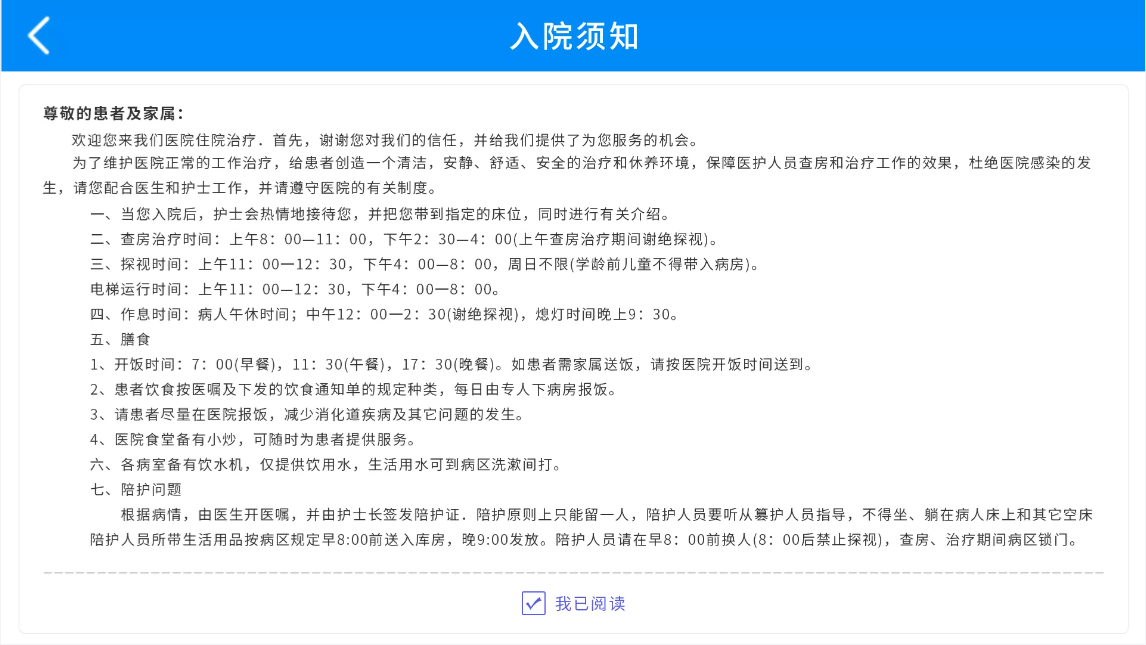 入院须知
尊敬的患者及家属：
欢迎您来我们医院住院治疗．首先，谢谢您对我们的信任，并给我们提供了为您服务的机会。
为了维护医院正常的工作治疗，给患者创造一个清洁，安静、舒适、安全的治疗和休养环境，保障医护人员查房和治疗工作的效果，杜绝医院感染的发
生，请您配合医生和护士工作，并请遵守医院的有关制度。
一、当您入院后，护士会热情地接待您，并把您带到指定的床位，同时进行有关介绍。
二、查房治疗时间：上午8：00—11：00，下午2：30—4：00(上午查房治疗期间谢绝探视)。
三、探视时间：上午11：00一12：30，下午4：00—8：00，周日不限(学龄前儿童不得带入病房)。
电梯运行时间：上午11：00—12：30，下午4：00一8：00。
四、作息时间：病人午休时间；中午12：00一2：30(谢绝探视)，熄灯时间晚上9：30。
五、膳食
1、开饭时间：7：00(早餐)，11：30(午餐)，17：30(晚餐)。如患者需家属送饭，请按医院开饭时间送到。
2、患者饮食按医嘱及下发的饮食通知单的规定种类，每日由专人下病房报饭。
3、请患者尽量在医院报饭，减少消化道疾病及其它问题的发生。
4、医院食堂备有小炒，可随时为患者提供服务。
六、各病室备有饮水机，仅提供饮用水，生活用水可到病区洗漱间打。
七、陪护问题
根据病情，由医生开医嘱，并由护士长签发陪护证．陪护原则上只能留一人，陪护人员要听从篡护人员指导，不得坐、躺在病人床上和其它空床
陪护人员所带生活用品按病区规定早8:00前送入库房，晚9:00发放。陪护人员请在早8：00前换人(8：00后禁止探视)，查房、治疗期间病区锁门。
我已阅读